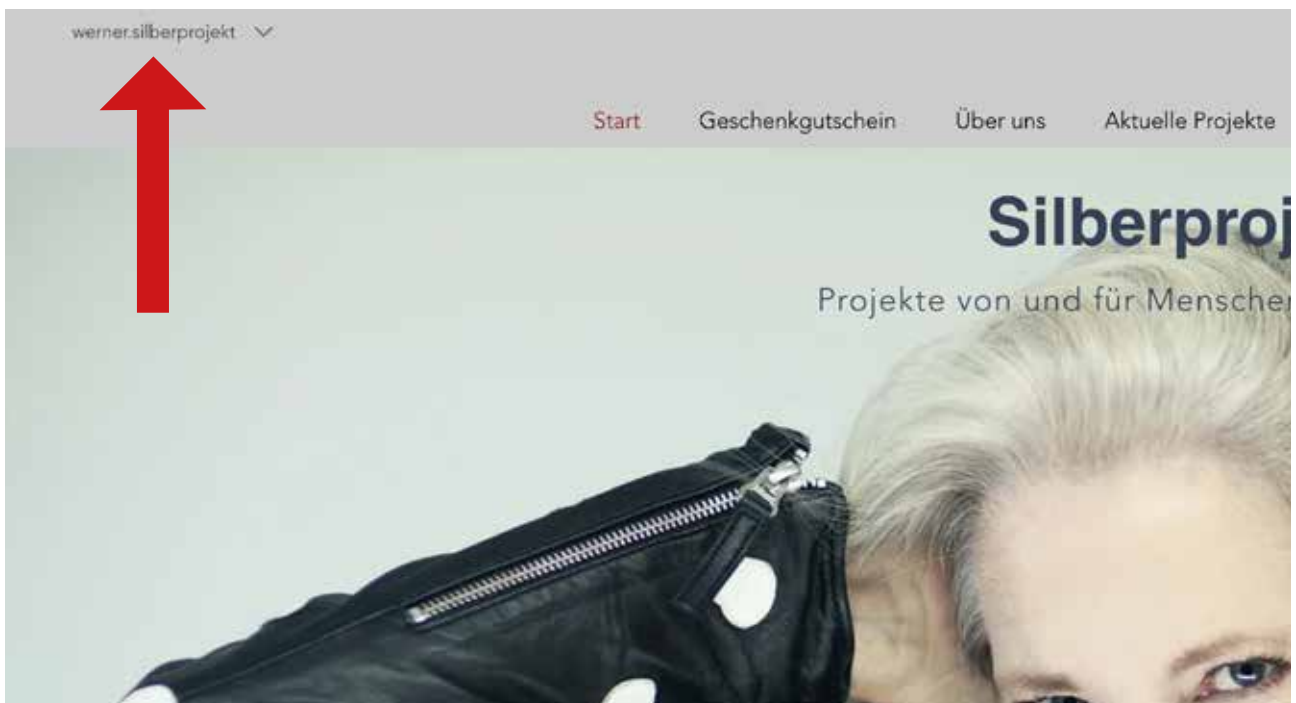 werner.silberprojekt
Start Geschenkgutschein Über uns Aktuelle Projekte
Silberproj
Projekte von und für Menschen